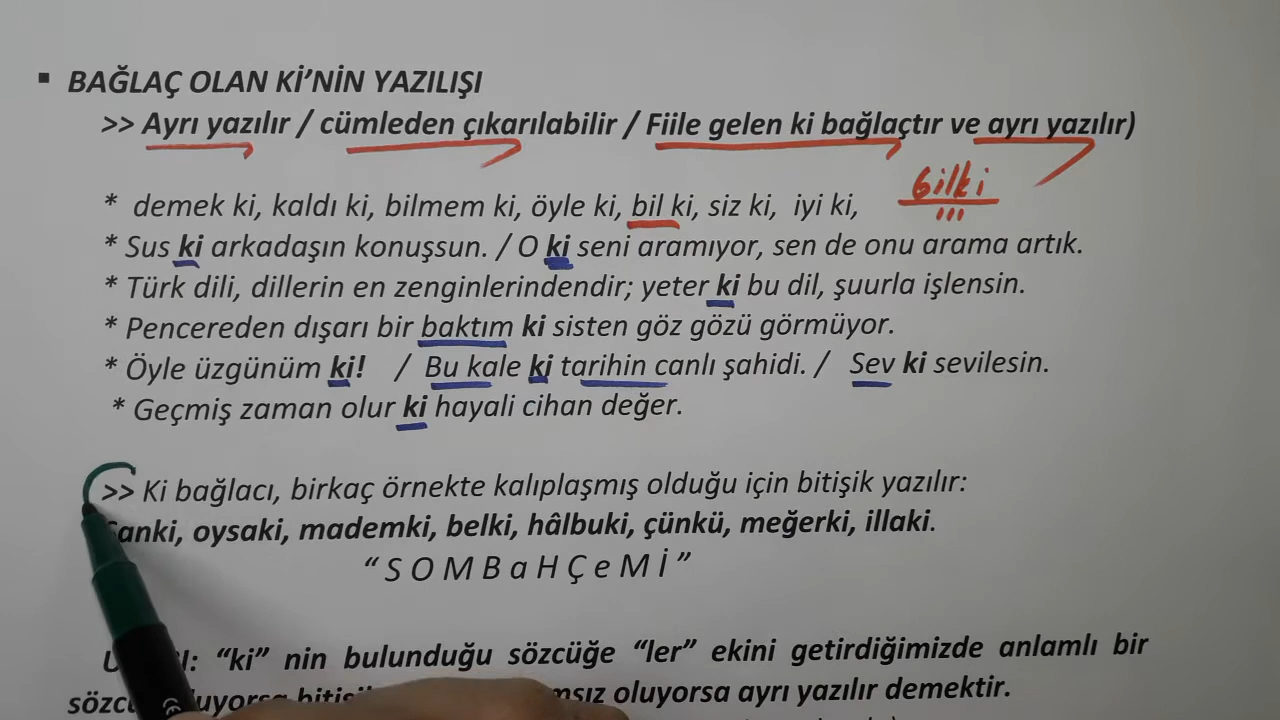 ▪ BAĞLAÇ OLAN Kİ’NİN YAZILIŞI
>> Ayrı yazılır / cümleden çıkarılabilir / Fiile gelen ki bağlaçtır ve ayrı yazılır)
bilki
* demek ki, kaldı ki, bilmem ki, öyle ki, bil ki, siz ki, iyi ki,
* Sus ki arkadaşın konuşsun. / O ki seni aramıyor, sen de onu arama artık.
* Türk dili, dillerin en zenginlerindendir; yeter ki bu dil, şuurla işlensin.
* Pencereden dışarı bir baktım ki sisten göz gözü görmüyor.
* Öyle üzgünüm ki! / Bu kale ki tarihin canlı şahidi. / Sev ki sevilesin.
* Geçmiş zaman olur ki hayali cihan değer.
>> Ki bağlacı, birkaç örnekte kalıplaşmış olduğu için bitişik yazılır:
Sanki, oysaki, mademki, belki, hâlbuki, çünkü, meğerki, illaki.
“ S O M B a H Ç e M İ ”
“ki” nin bulunduğu sözcüğe “ler” ekini getirdiğimizde anlamlı bir
oluyorsa ayrı yazılır demektir.